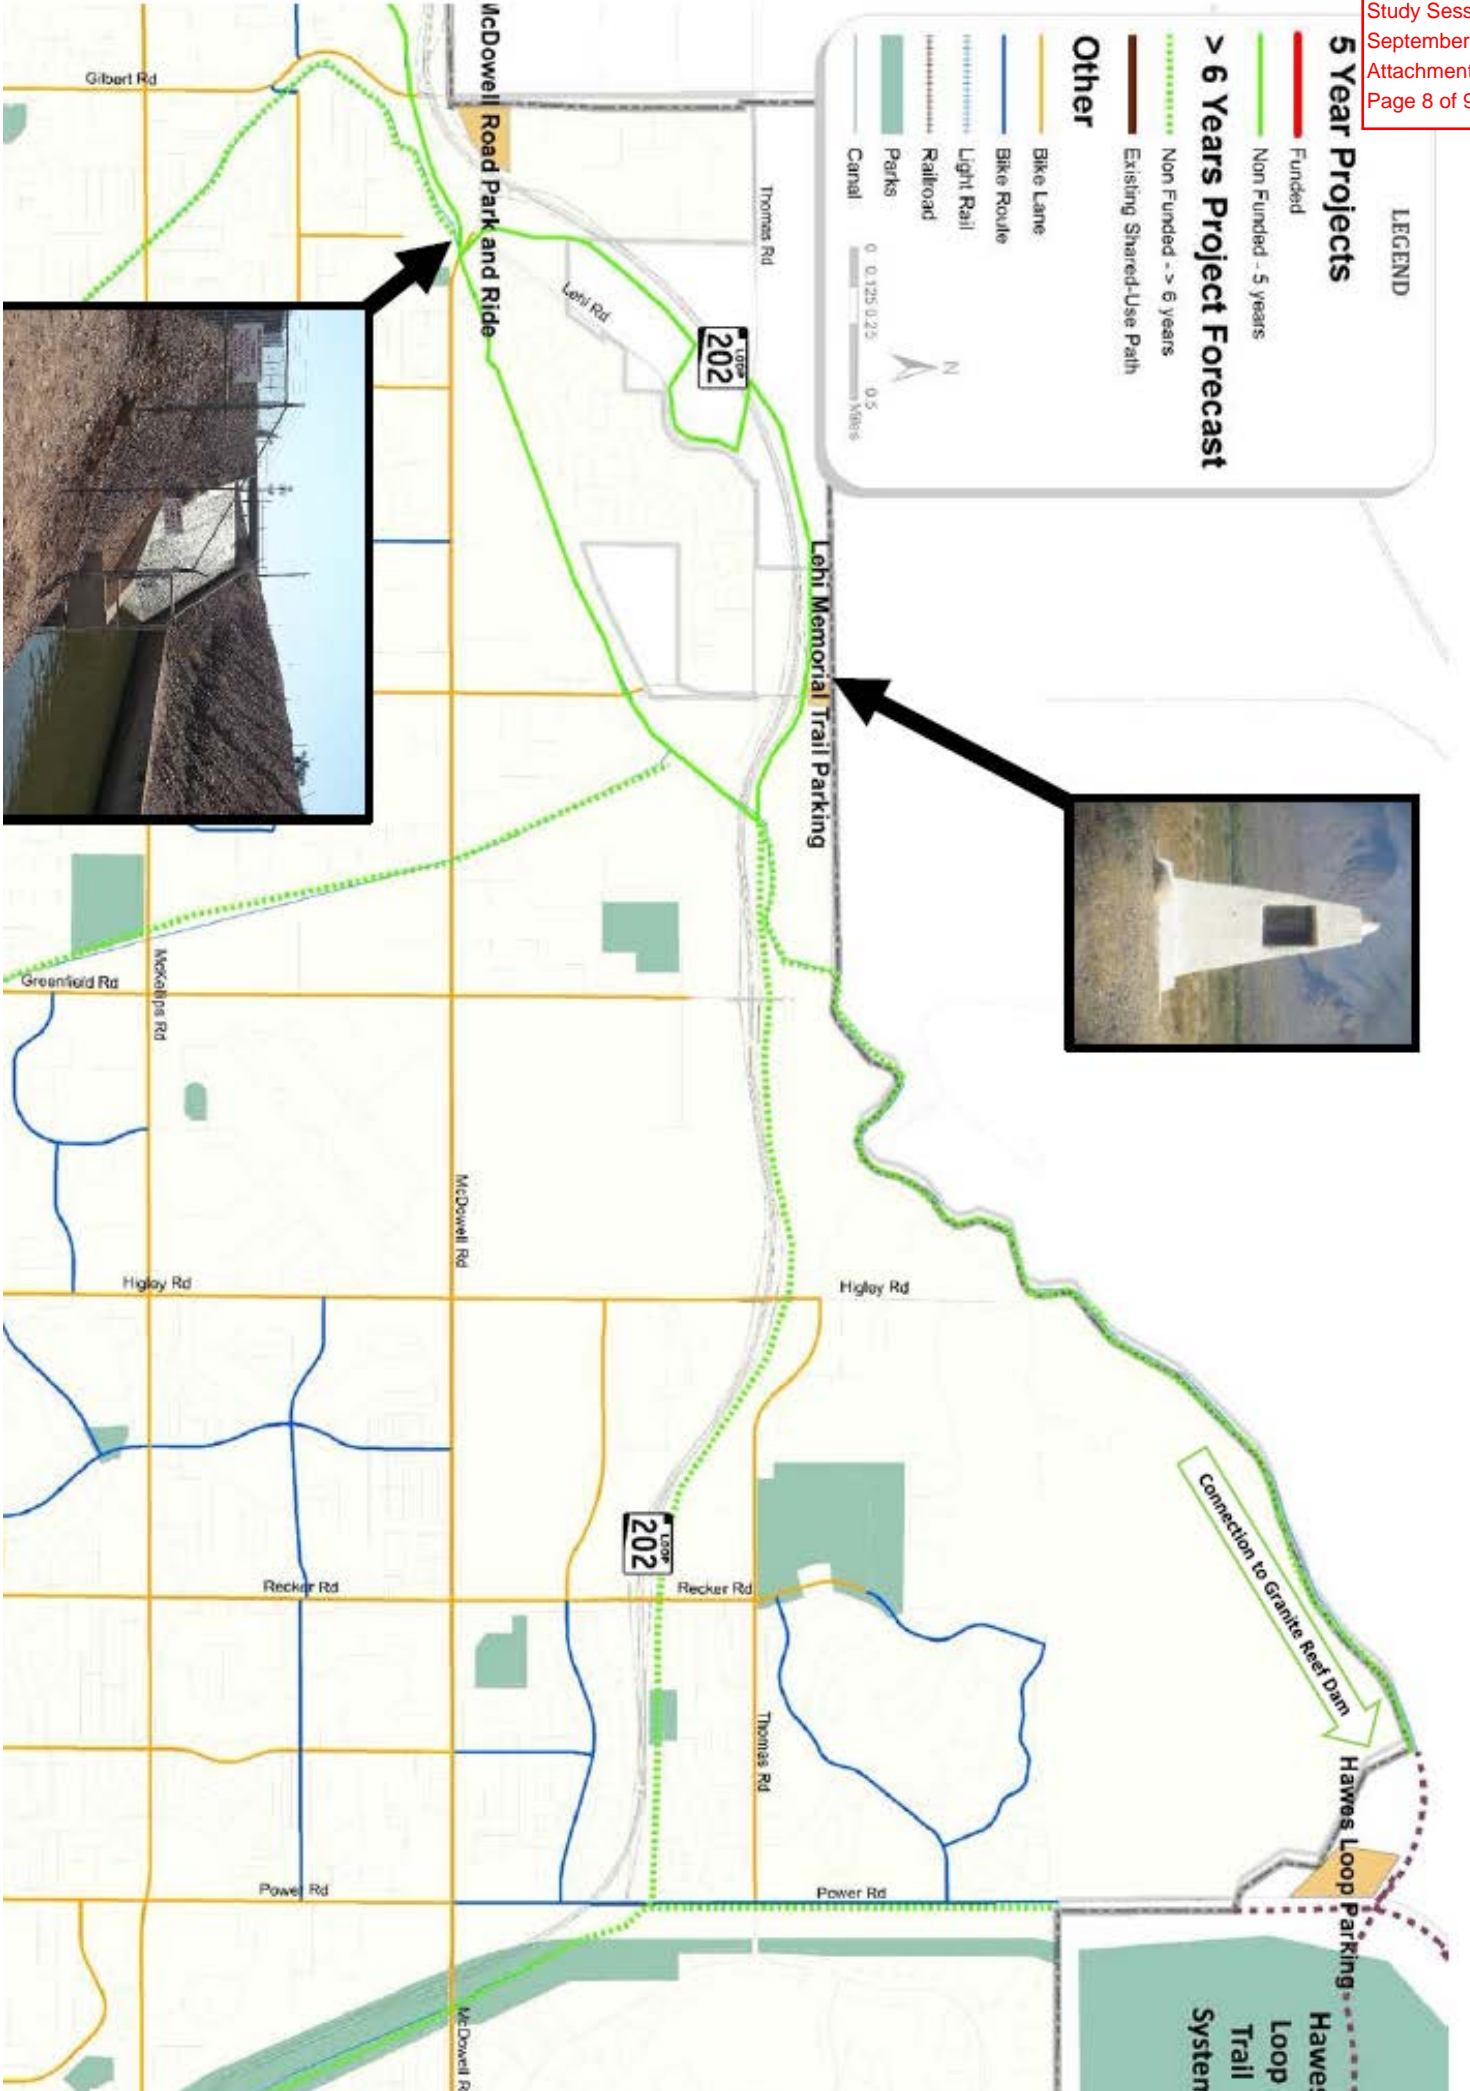 Study Sess
September
Attachment
Page 8 of 9
LEGEND
5 Year Projects
Funded
Non Funded - 5 years
> 6 Years Project Forecast
Non Funded - > 6 years
Existing Shared-Use Path
Other
Bike Lane
Bike Route
Light Rail
Railroad
Parks
Canal
0 0.125 0.25 0.5
Miles
N
McDowell Road Park and Ride
Gilbert Rd
Thomas Rd
Lehi Rd
LOOP
202
Lehi Memorial Trail Parking
McKellips Rd
Greenfield Rd
McDowell Rd
Higley Rd
Higley Rd
Connection to Granite Reef Dam
LOOP
202
Recker Rd
Recker Rd
Thomas Rd
Hawes Loop Parking
Power Rd
Power Rd
McDowell R
Hawes
Loop
Trail
System